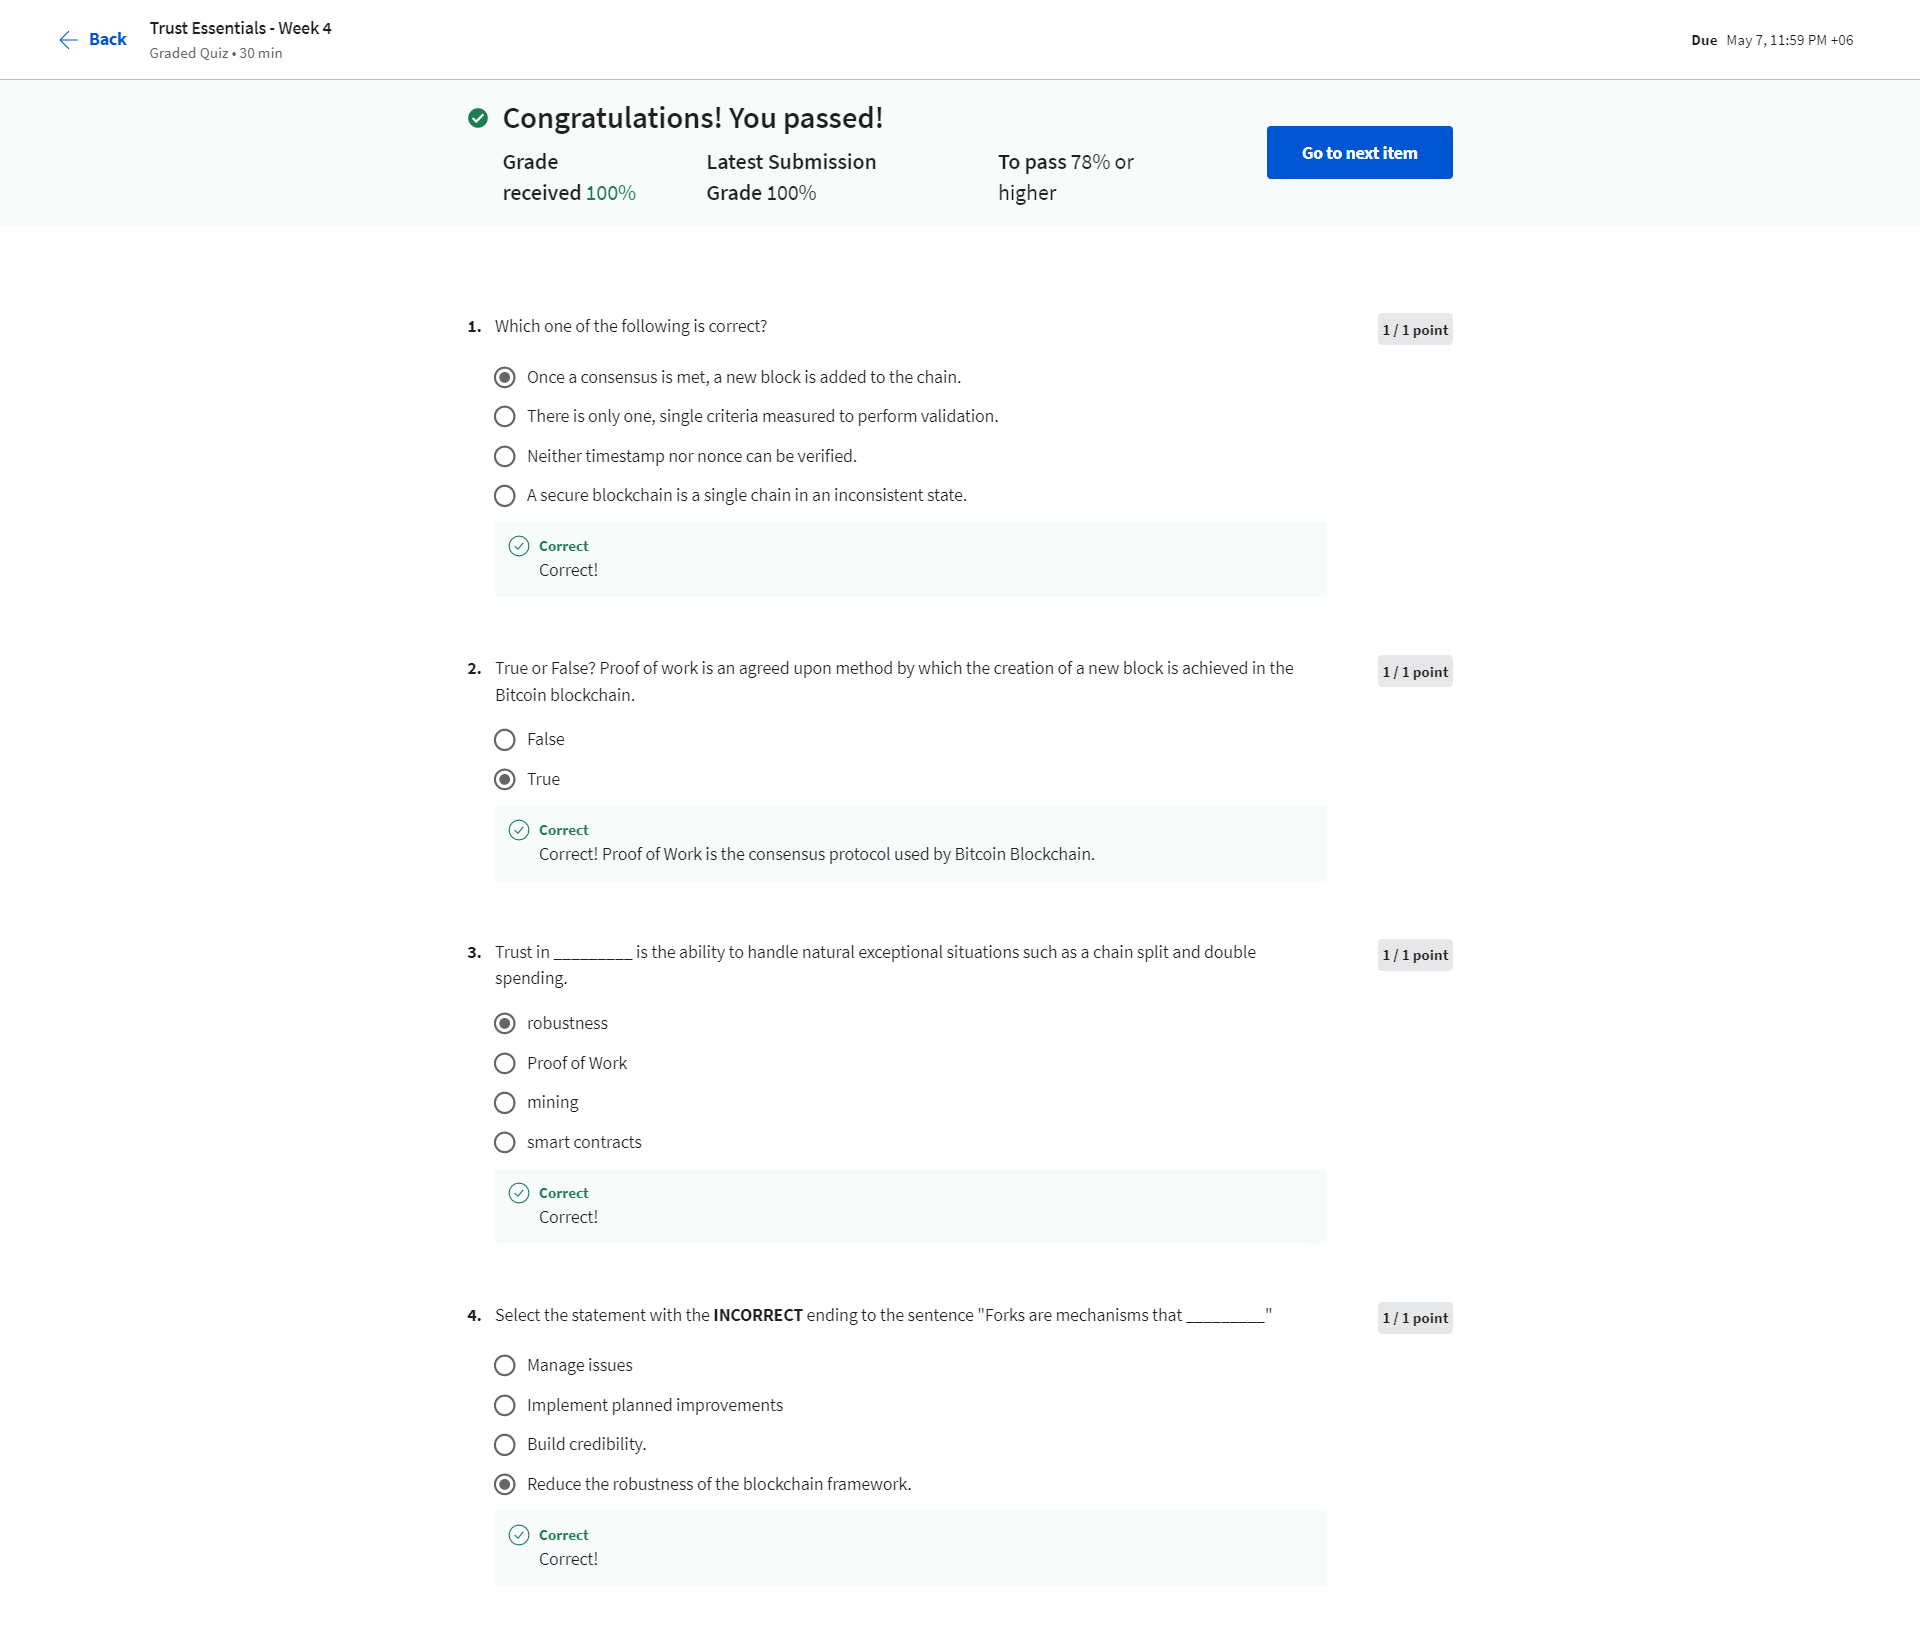 Back
Trust Essentials - Week 4
Graded Quiz • 30 min
Due May 7, 11:59 PM +06
Congratulations! You passed!
Grade
received 100%
Latest Submission
Grade 100%
To pass 78% or
higher
Go to next item
1. Which one of the following is correct?
1 / 1 point
Once a consensus is met, a new block is added to the chain.
There is only one, single criteria measured to perform validation.
Neither timestamp nor nonce can be verified.
A secure blockchain is a single chain in an inconsistent state.
Correct
Correct!
2. True or False? Proof of work is an agreed upon method by which the creation of a new block is achieved in the
Bitcoin blockchain.
1 / 1 point
False
True
Correct
Correct! Proof of Work is the consensus protocol used by Bitcoin Blockchain.
3. Trust in _________ is the ability to handle natural exceptional situations such as a chain split and double
spending.
1 / 1 point
robustness
Proof of Work
mining
smart contracts
Correct
Correct!
4. Select the statement with the INCORRECT ending to the sentence "Forks are mechanisms that _________"
1 / 1 point
Manage issues
Implement planned improvements
Build credibility.
Reduce the robustness of the blockchain framework.
Correct
Correct!